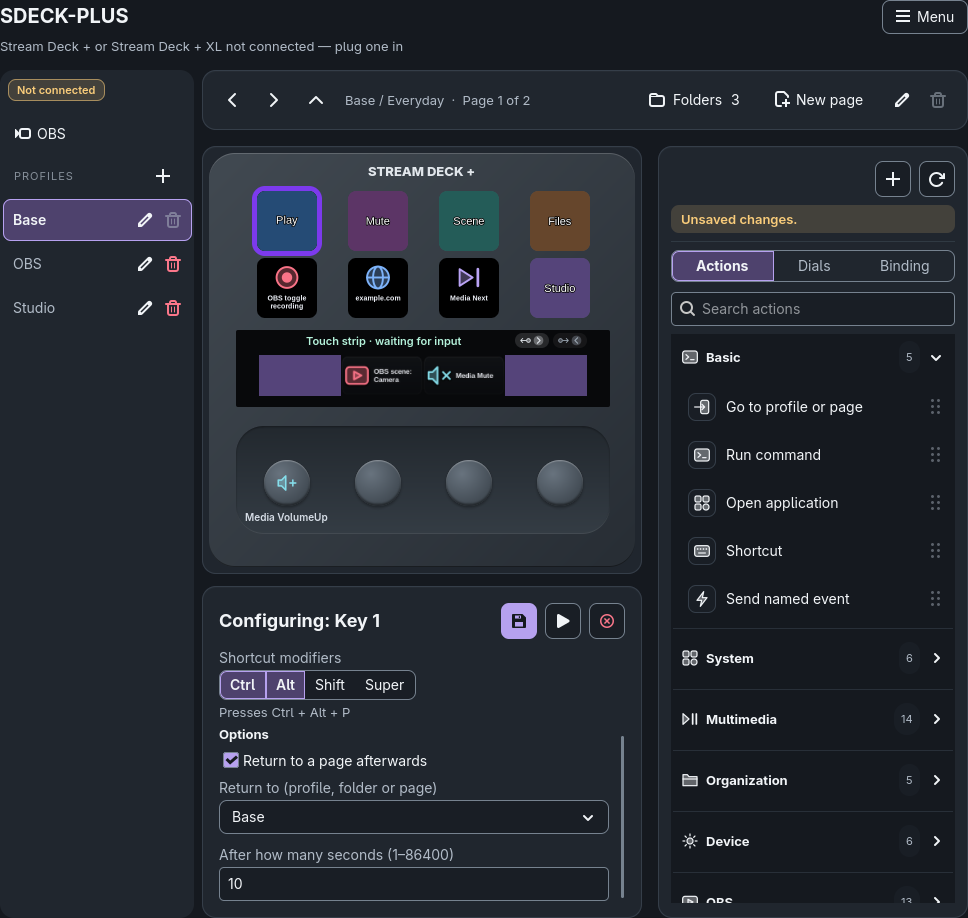 SDECK-PLUS
Menu
Stream Deck + or Stream Deck + XL not connected — plug one in
Not connected
OBS
PROFILES
Base
OBS
Studio
Base / Everyday · Page 1 of 2
Folders 3
New page
STREAM DECK +
Play
Mute
Scene
Files
OBS toggle
recording
example.com
Media Next
Studio
Touch strip · waiting for input
OBS scene:
Camera
Media Mute
Media VolumeUp
Configuring: Key 1
Shortcut modifiers
Ctrl
Alt
Shift
Super
Presses Ctrl + Alt + P
Options
Return to a page afterwards
Return to (profile, folder or page)
Base
After how many seconds (1–86400)
10
Unsaved changes.
Actions
Dials
Binding
Search actions
Basic 5
Go to profile or page
Run command
Open application
Shortcut
Send named event
System 6
Multimedia 14
Organization 5
Device 6
OBS 13